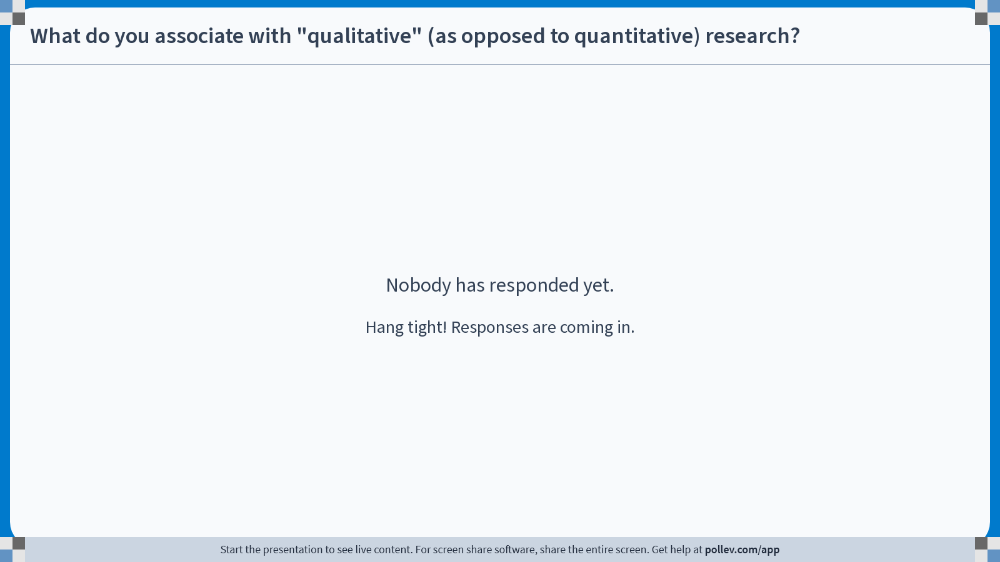 What do you associate with "qualitative" (as opposed to quantitative) research?
Nobody has responded yet.
Hang tight! Responses are coming in.
Start the presentation to see live content. For screen share software, share the entire screen. Get help at pollev.com/app